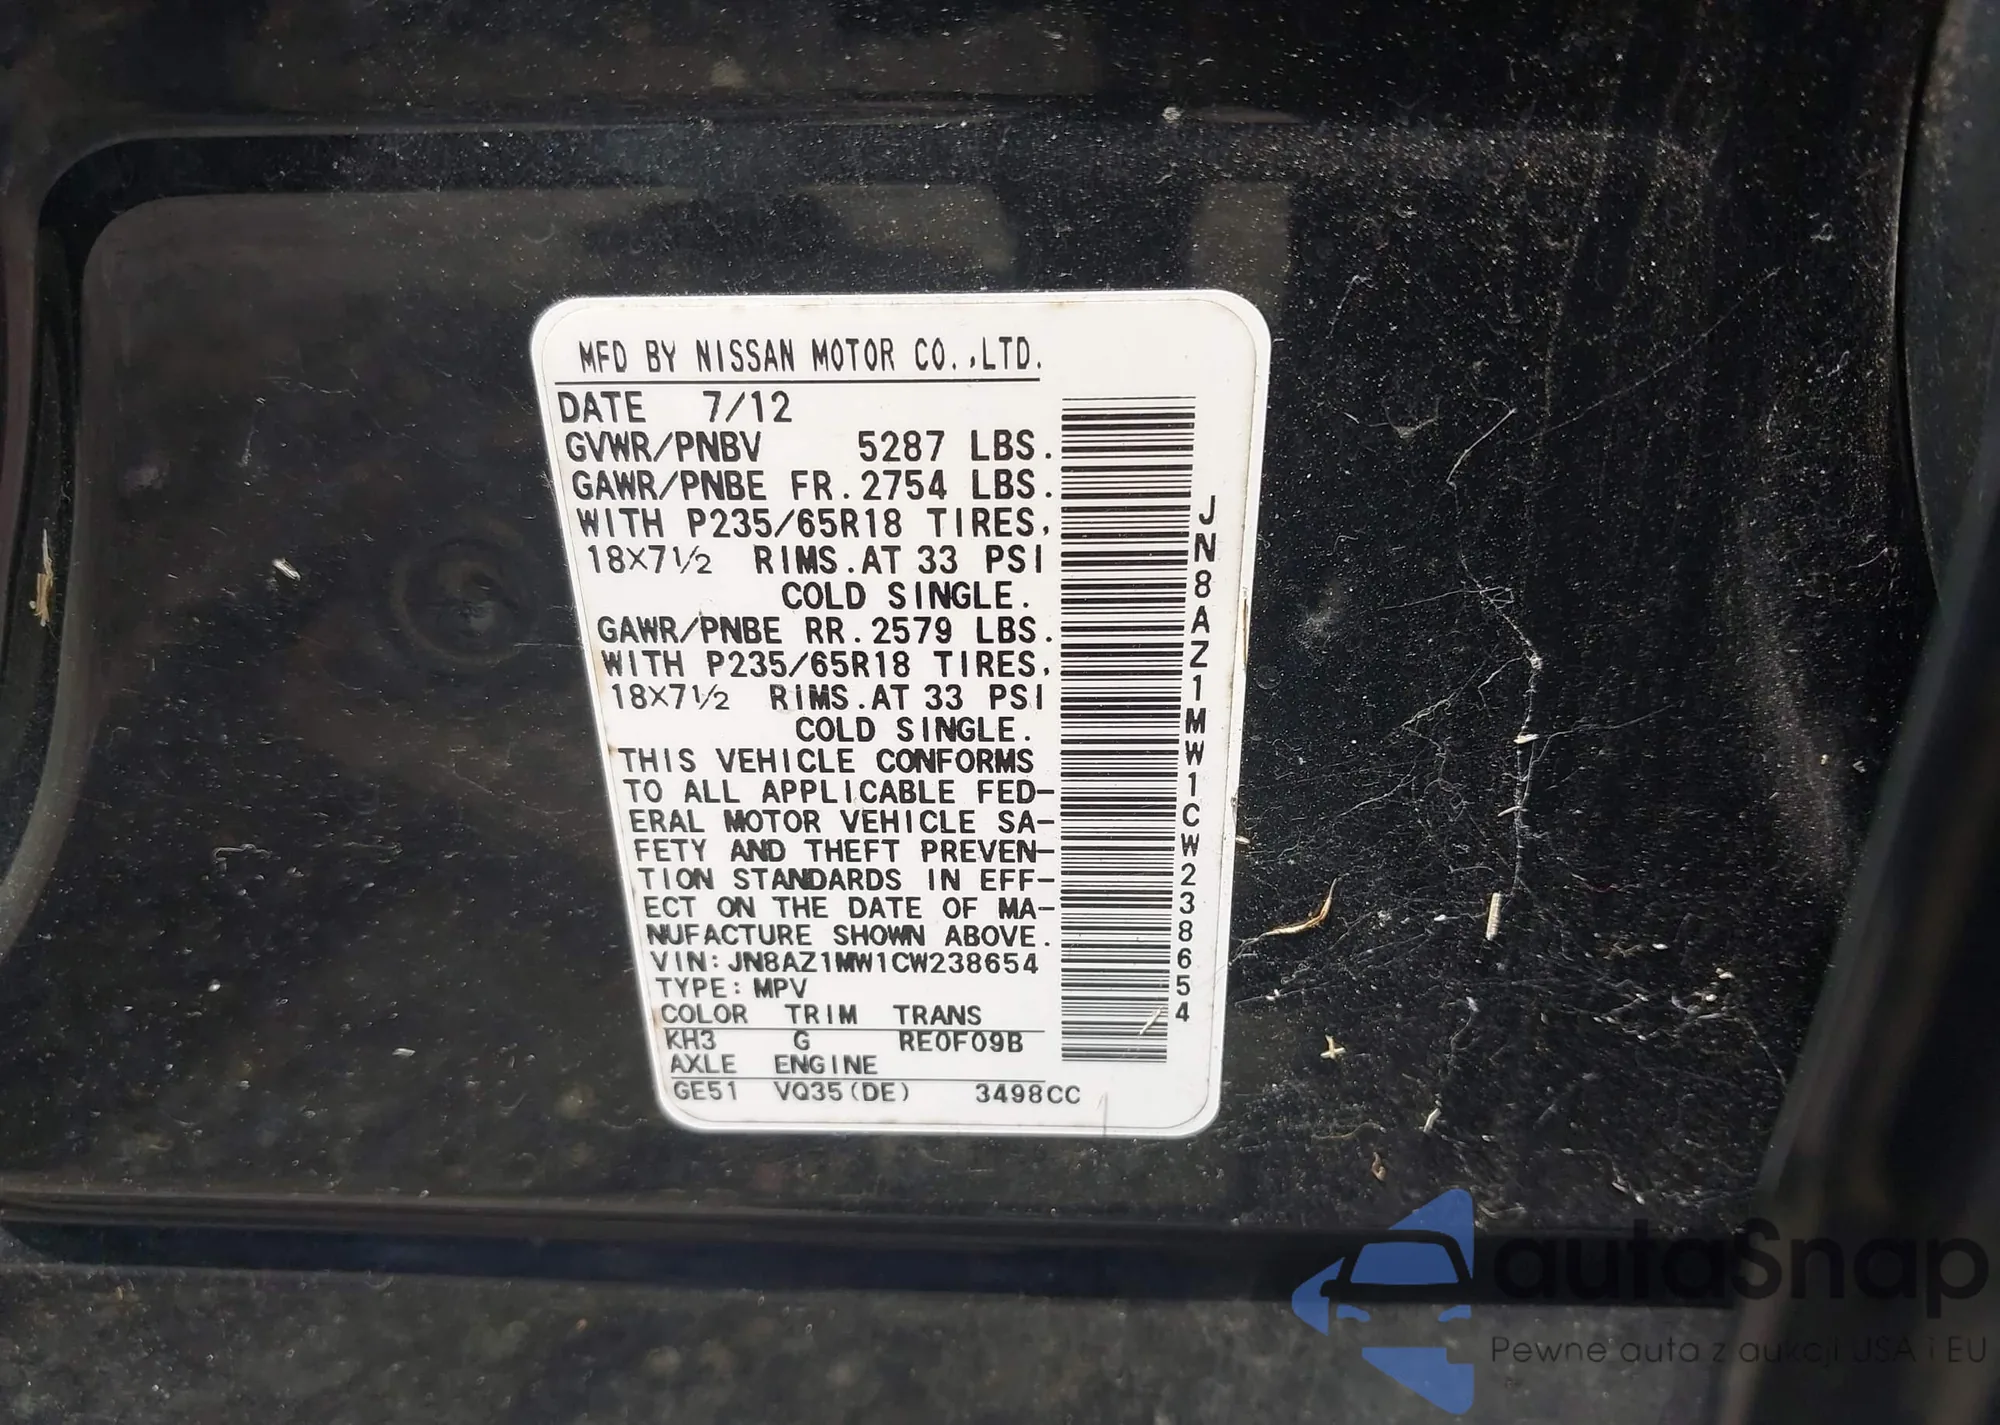 MFD BY NISSAN MOTOR CO.,LTD.
DATE 7/12
GVWR/PNBV 5287 LBS.
GAWR/PNBE FR.2754 LBS.
WITH P235/65R18 TIRES,
18×7½ RIMS.AT 33 PSI
COLD SINGLE.
GAWR/PNBE RR.2579 LBS.
WITH P235/65R18 TIRES,
18×7½ RIMS.AT 33 PSI
COLD SINGLE.
THIS VEHICLE CONFORMS
TO ALL APPLICABLE FED-
ERAL MOTOR VEHICLE SA-
FETY AND THEFT PREVEN-
TION STANDARDS IN EFF-
ECT ON THE DATE OF MA-
NUFACTURE SHOWN ABOVE.
VIN:JN8AZ1MW1CW238654
TYPE:MPV
COLOR TRIM TRANS
KH3 G RE0F09B
AXLE ENGINE
GE51 VQ35(DE) 3498CC
JN8AZ1MW1CW238654
autaSnap
Pewne auta z aukcji USA i EU